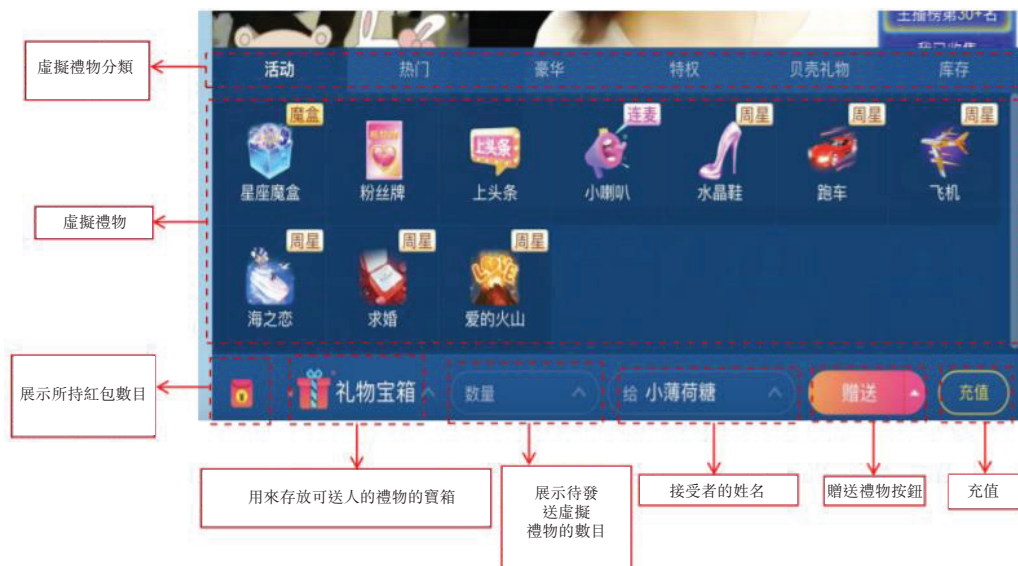 主播榜第30+名
虛擬禮物分類
活动 热门 豪华 特权 贝壳礼物 库存
魔盒 连麦 周星 周星 周星
上头条
星座魔盒 粉丝牌 上头条 小喇叭 水晶鞋 跑车 飞机
虛擬禮物
周星 周星 周星
LOVE
海之恋 求婚 爱的火山
展示所持紅包數目
礼物宝箱 数量 给 小薄荷糖 赠送 充值
用來存放可送人的禮物的寶箱
展示待發
送虛擬
禮物的數目
接受者的姓名
贈送禮物按鈕
充值